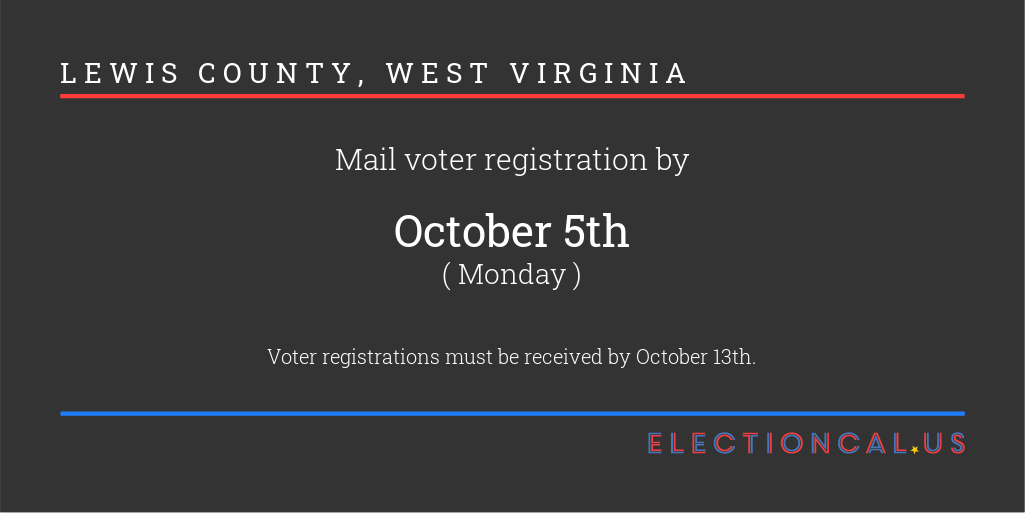 LEWIS COUNTY, WEST VIRGINIA
Mail voter registration by
October 5th
( Monday )
Voter registrations must be received by October 13th.
ELECTIONCAL.US